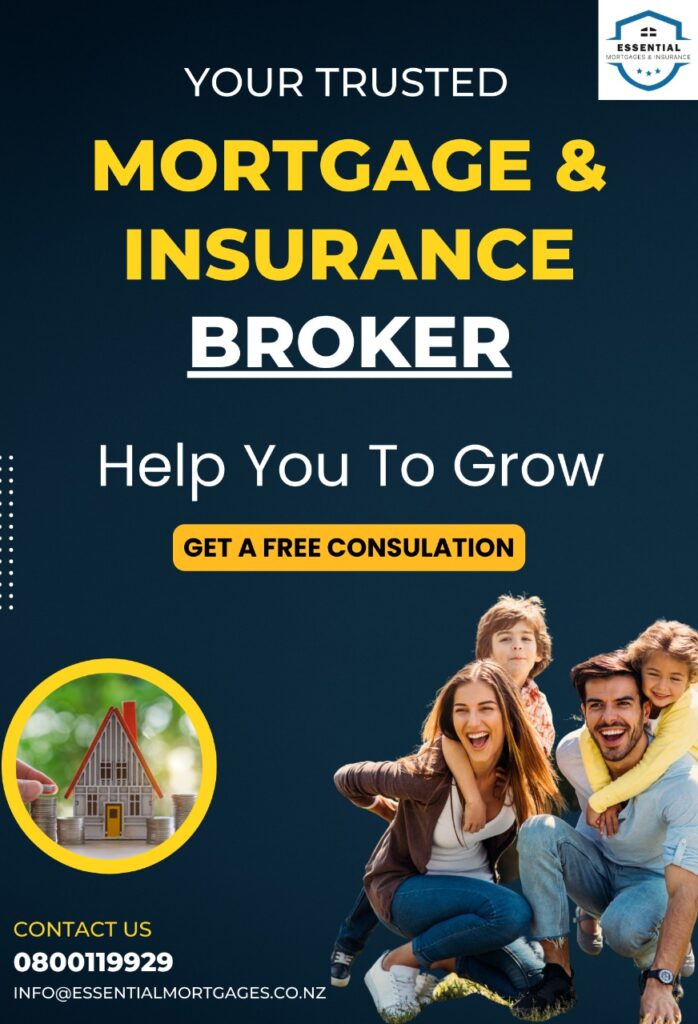 ESSENTIAL
MORTGAGES & INSURANCE
YOUR TRUSTED
MORTGAGE &
INSURANCE
BROKER
Help You To Grow
GET A FREE CONSULATION
CONTACT US
0800119929
INFO@ESSENTIALMORTGAGES.CO.NZ